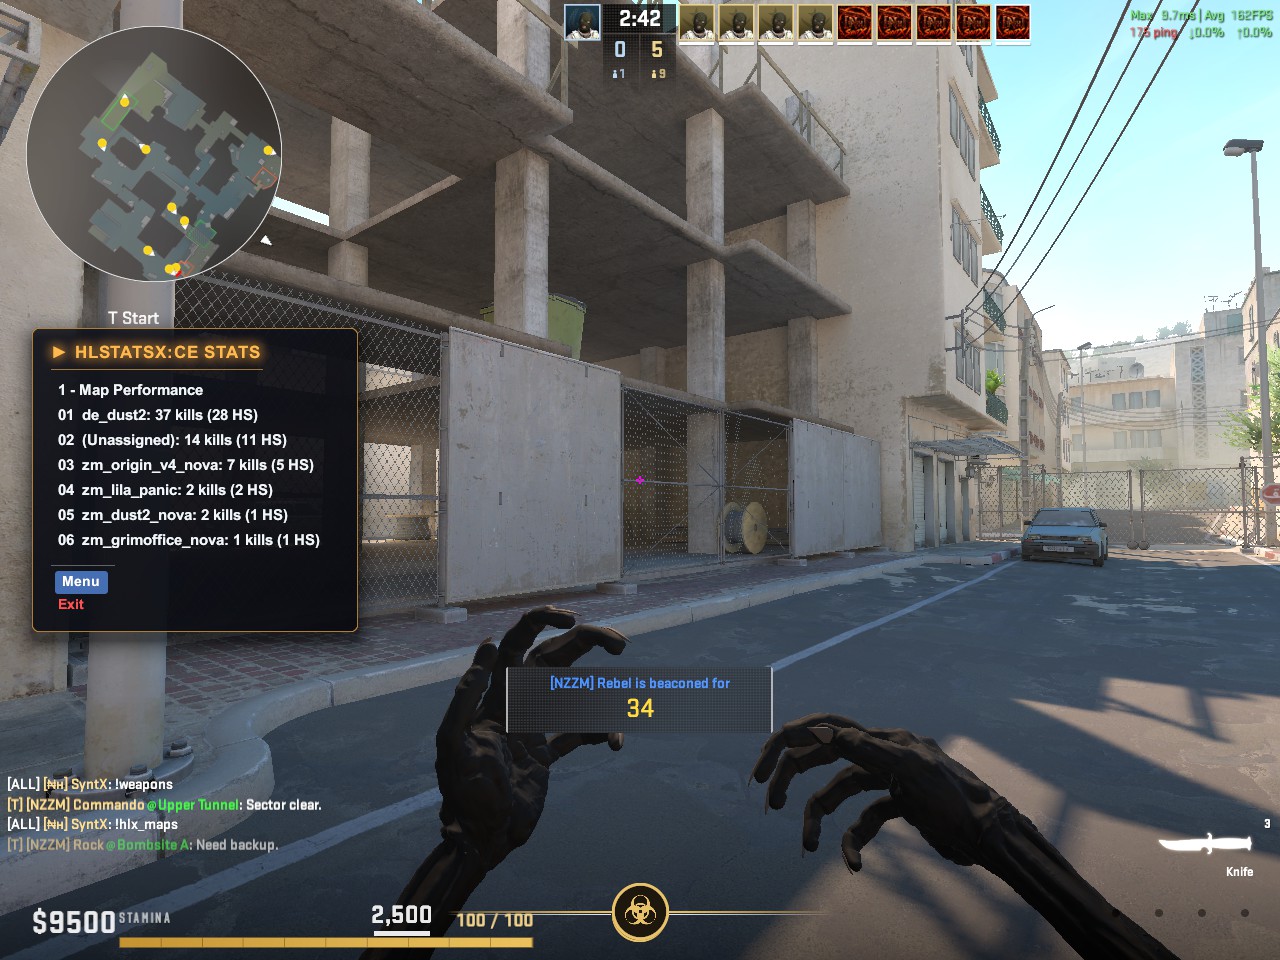 2:42
0 5
1 9
Max 9.7ms | Avg 162FPS
175 ping ↓0.0% ↑0.0%
T Start
▶ HLSTATSX:CE STATS
1 - Map Performance
01 de_dust2: 37 kills (28 HS)
02 (Unassigned): 14 kills (11 HS)
03 zm_origin_v4_nova: 7 kills (5 HS)
04 zm_lila_panic: 2 kills (2 HS)
05 zm_dust2_nova: 2 kills (1 HS)
06 zm_grimoffice_nova: 1 kills (1 HS)
Menu
Exit
[NZZM] Rebel is beaconed for
34
[ALL] [₦H] SyntX: !weapons
[T] [NZZM] Commando@Upper Tunnel: Sector clear.
[ALL] [₦H] SyntX: !hlx_maps
[T] [NZZM] Rock@Bombsite A: Need backup.
3
Knife
$9500 STAMINA 2,500 100 / 100